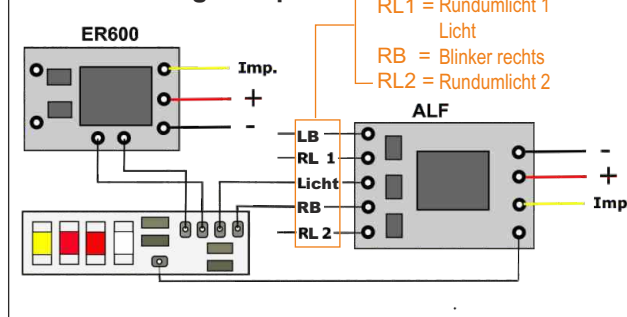 RL1 = Rundumlicht 1
Licht
RB = Blinker rechts
RL2 = Rundumlicht 2
ER600
Imp.
+
-
ALF
LB
RL 1
Licht
RB
RL 2
-
+
Imp